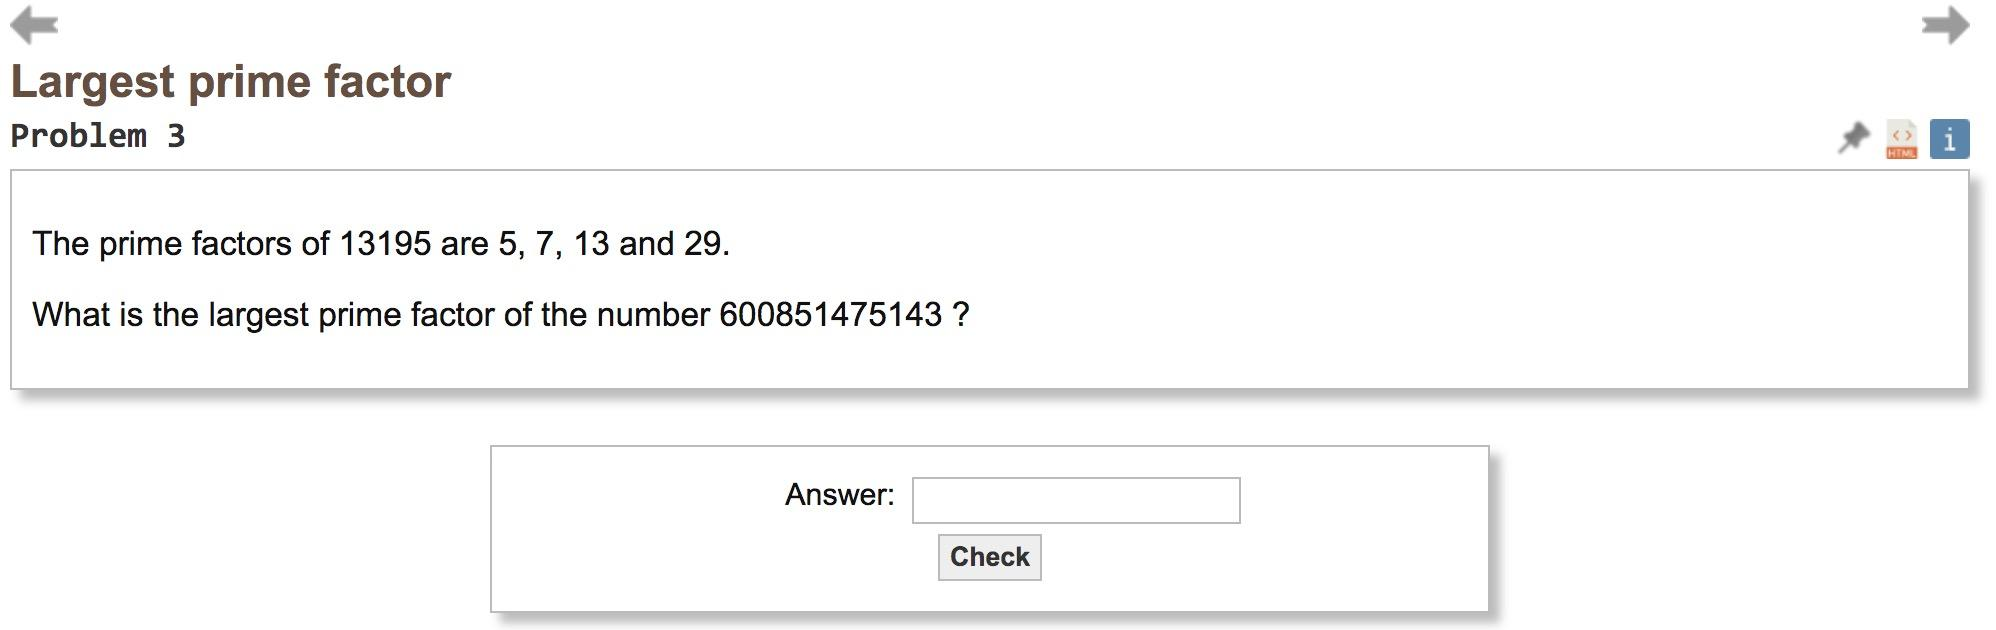 Largest prime factor
Problem 3
HTML
i
The prime factors of 13195 are 5, 7, 13 and 29.
What is the largest prime factor of the number 600851475143 ?
Answer:
Check